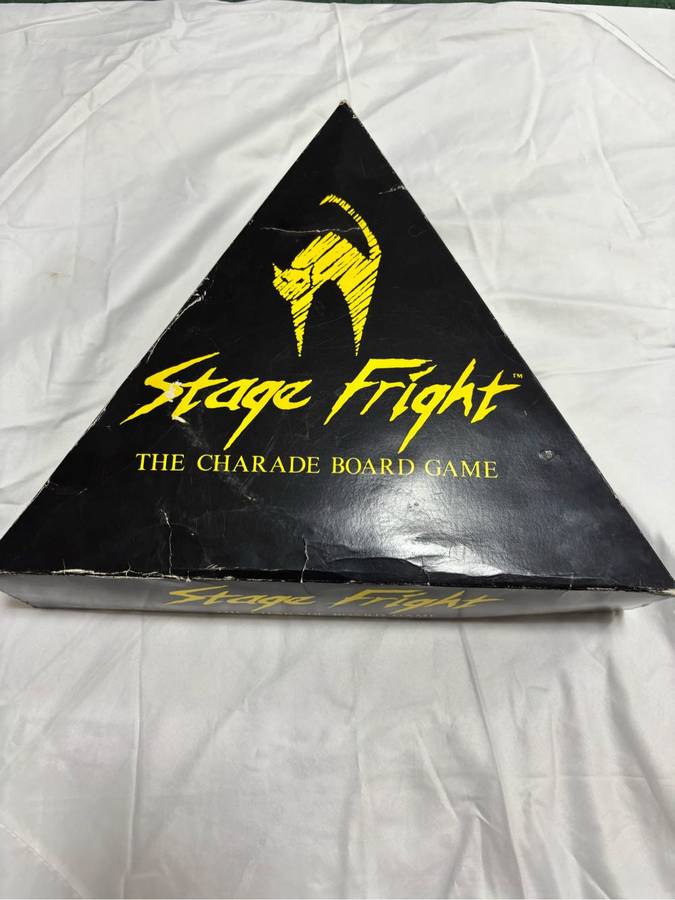 Stage Fright™
THE CHARADE BOARD GAME
Stage Fright